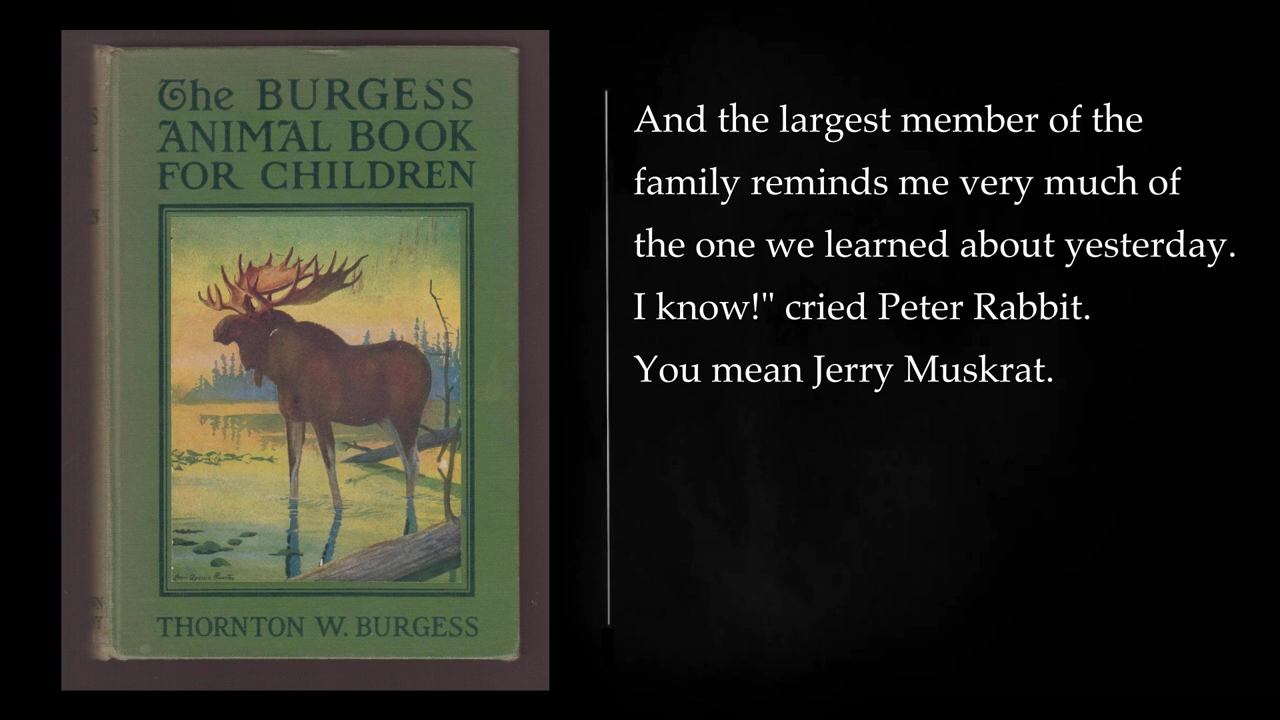 The BURGESS
ANIMAL BOOK
FOR CHILDREN
THORNTON W. BURGESS
And the largest member of the
family reminds me very much of
the one we learned about yesterday.
I know!" cried Peter Rabbit.
You mean Jerry Muskrat.